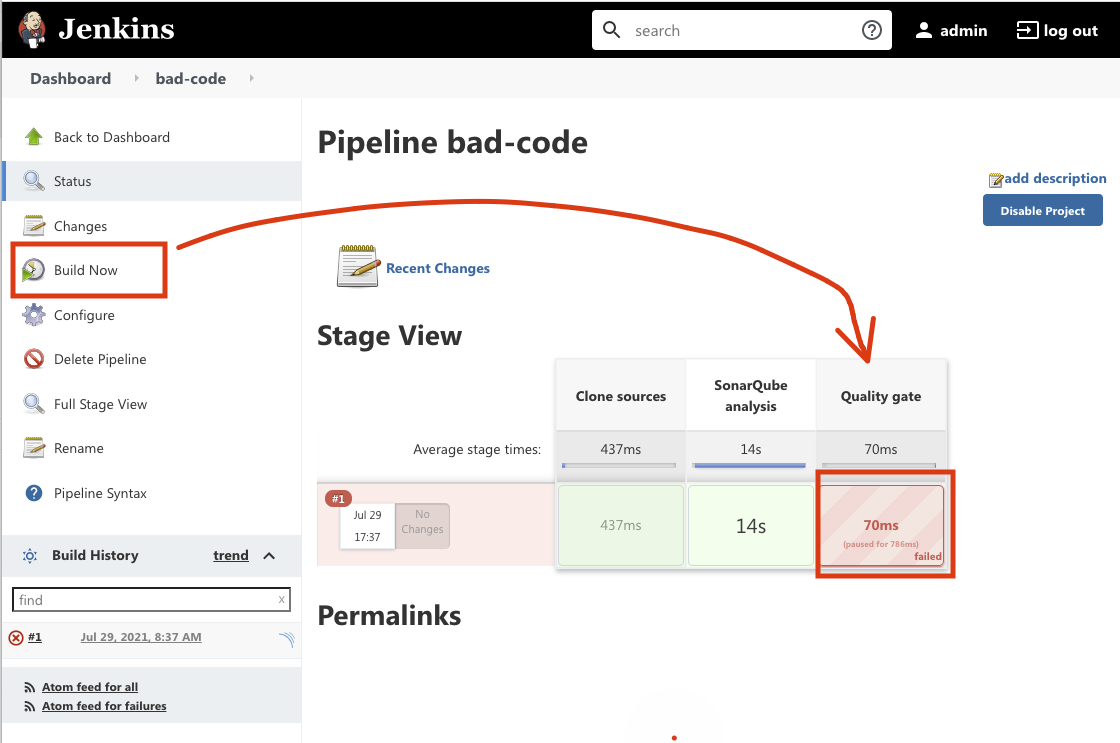 Jenkins
search
admin
log out
Dashboard
bad-code
Back to Dashboard
Status
Changes
Build Now
Configure
Delete Pipeline
Full Stage View
Rename
Pipeline Syntax
Build History
trend
find
x
#1
Jul 29, 2021, 8:37 AM
Atom feed for all
Atom feed for failures
Pipeline bad-code
add description
Disable Project
Recent Changes
Stage View
Clone sources
SonarQube
analysis
Quality gate
Average stage times:
437ms
14s
70ms
#1
Jul 29
17:37
No
Changes
437ms
14s
70ms
(paused for 786ms)
failed
Permalinks